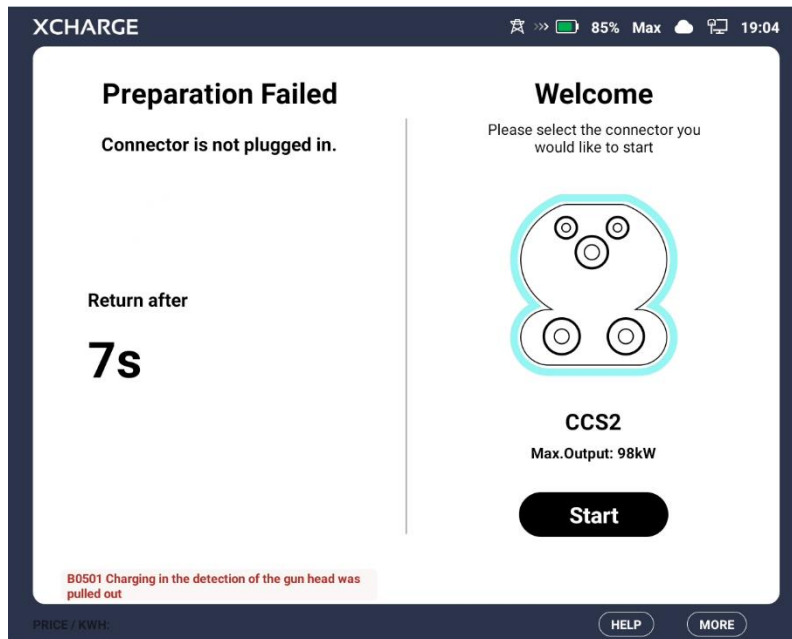 XCHARGE
85% Max 19:04
Preparation Failed
Connector is not plugged in.
Return after
7s
B0501 Charging in the detection of the gun head was
pulled out
Welcome
Please select the connector you
would like to start
CCS2
Max.Output: 98kW
Start
PRICE / KWH:
HELP
MORE